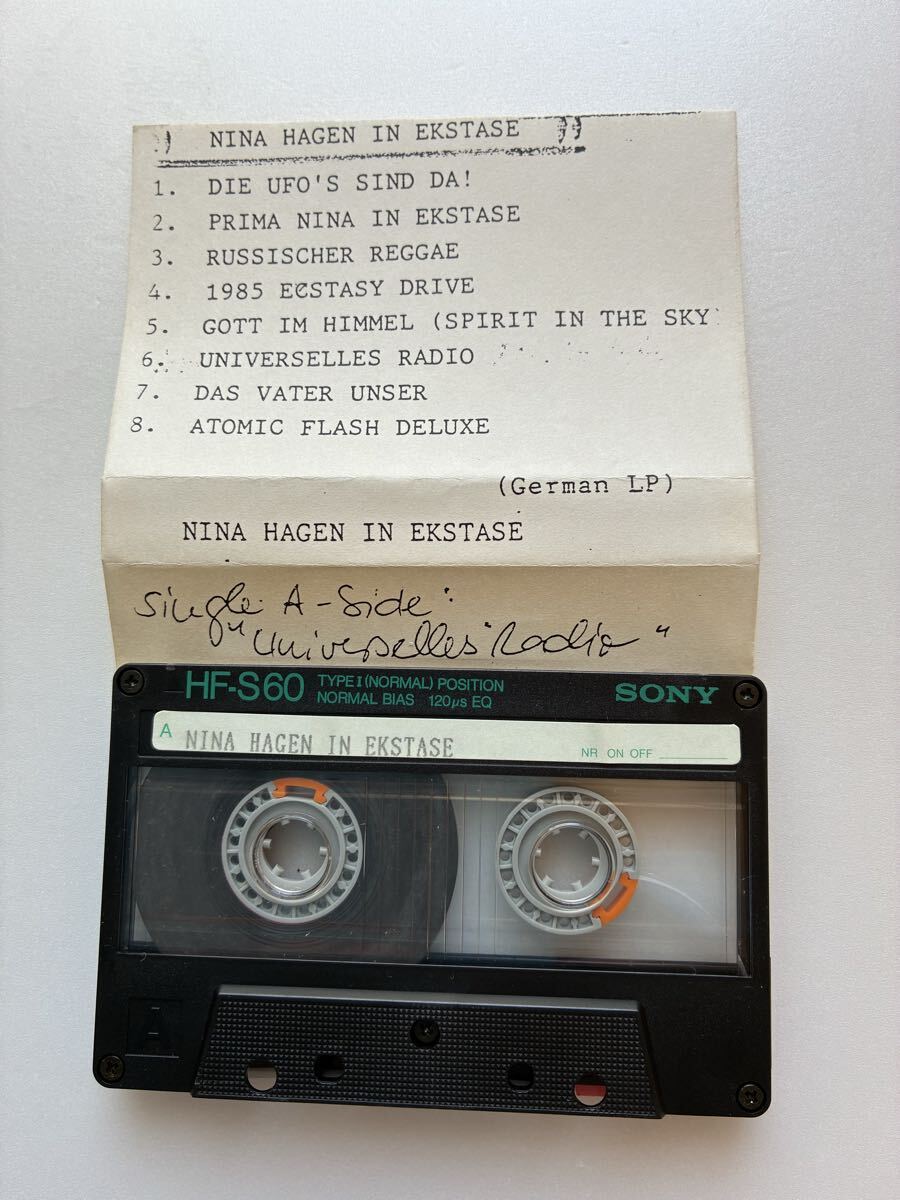 )) NINA HAGEN IN EKSTASE ))
1. DIE UFO'S SIND DA!
2. PRIMA NINA IN EKSTASE
3. RUSSISCHER REGGAE
4. 1985 ECSTASY DRIVE
5. GOTT IM HIMMEL (SPIRIT IN THE SKY
6. UNIVERSELLES RADIO
7. DAS VATER UNSER
8. ATOMIC FLASH DELUXE
(German LP)
NINA HAGEN IN EKSTASE
Single A-Side:
"Universelles Radio"
HF-S60 TYPE I (NORMAL) POSITION SONY
NORMAL BIAS 120µs EQ
A NINA HAGEN IN EKSTASE NR ON OFF
A